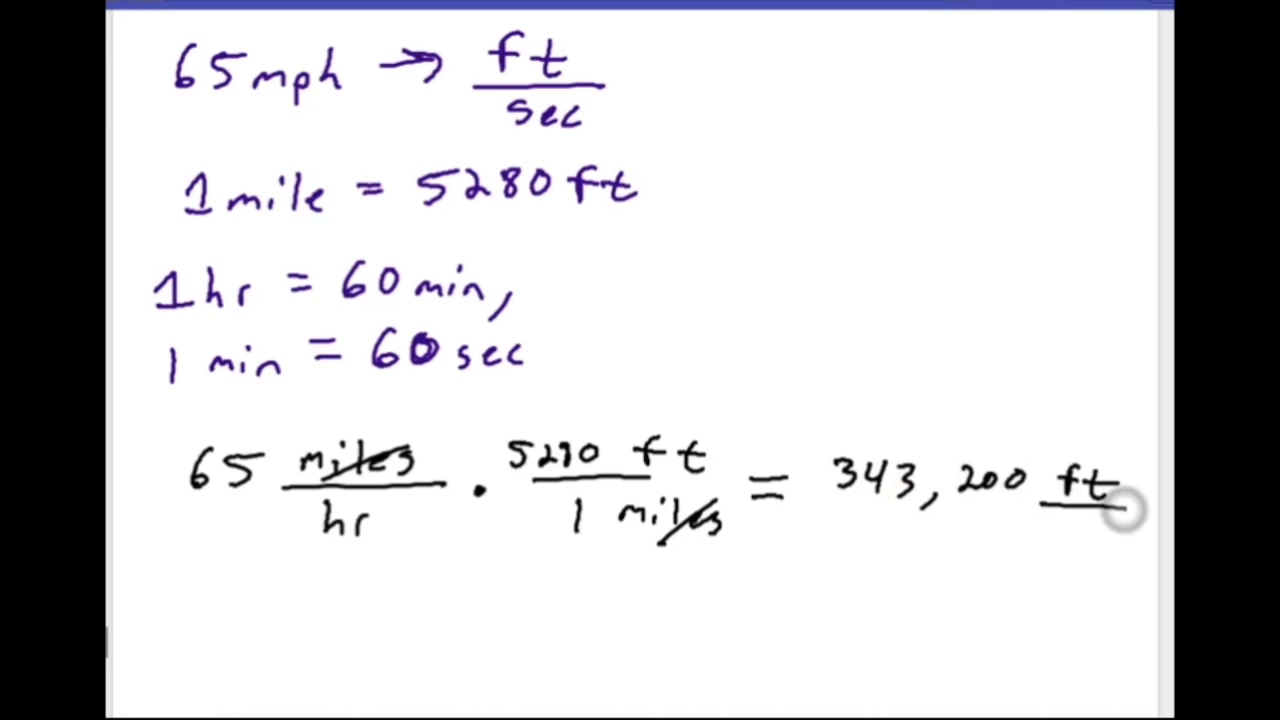 65 mph → ft/sec
1 mile = 5280 ft
1 hr = 60 min,
1 min = 60 sec
65 miles/hr · 5280 ft/1 miles = 343,200 ft